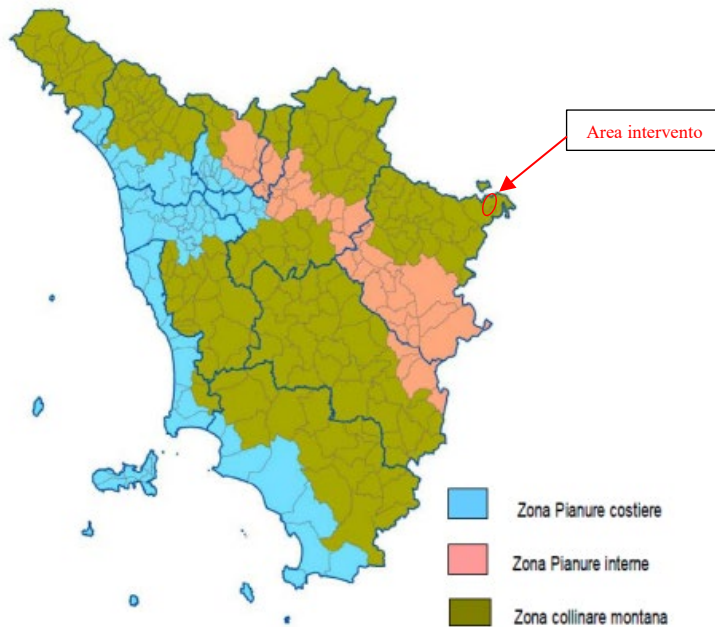 Area intervento
Zona Pianure costiere
Zona Pianure interne
Zona collinare montana